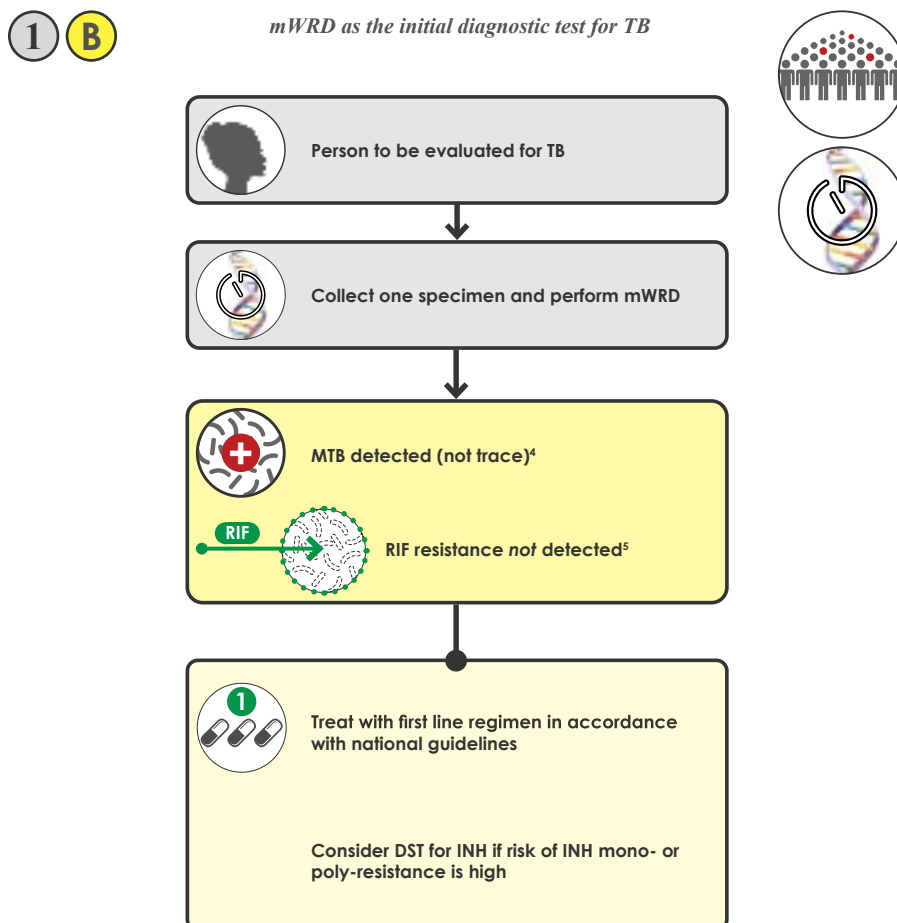 1 B
mWRD as the initial diagnostic test for TB
Person to be evaluated for TB
Collect one specimen and perform mWRD
MTB detected (not trace)⁴
RIF
RIF resistance not detected⁵
1
Treat with first line regimen in accordance
with national guidelines
Consider DST for INH if risk of INH mono- or
poly-resistance is high